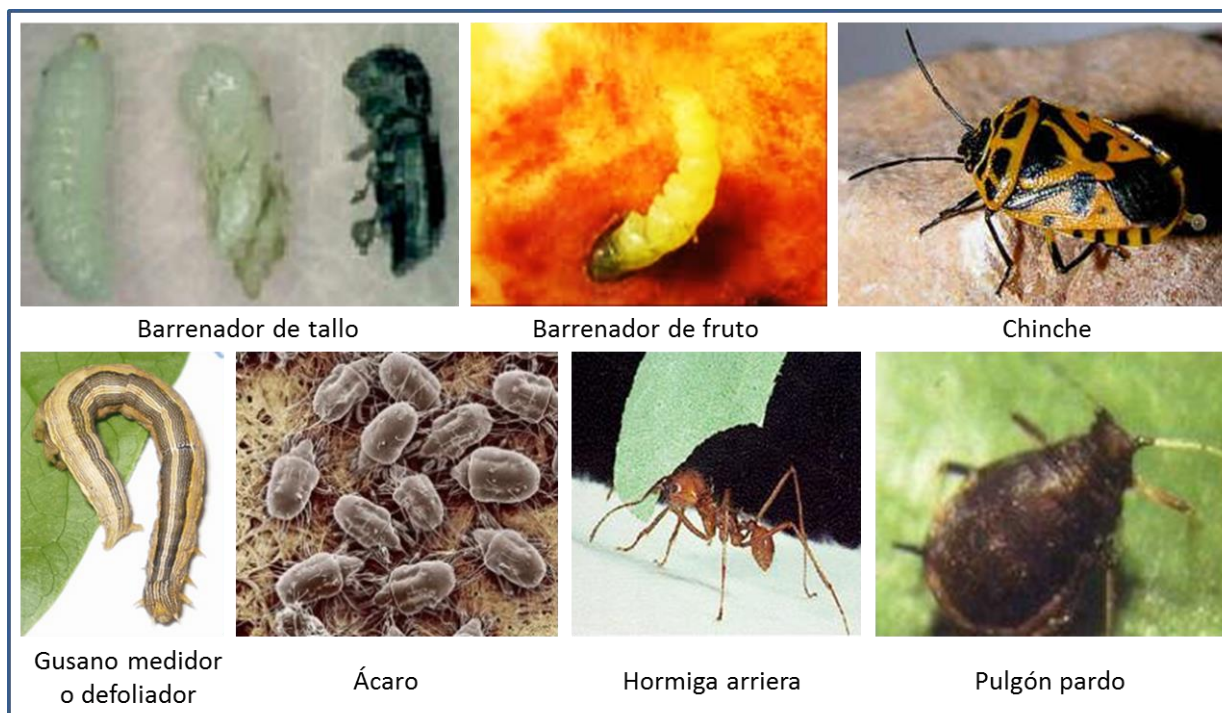 Barrenador de tallo
Barrenador de fruto
Chinche
Gusano medidor
o defoliador
Ácaro
Hormiga arriera
Pulgón pardo